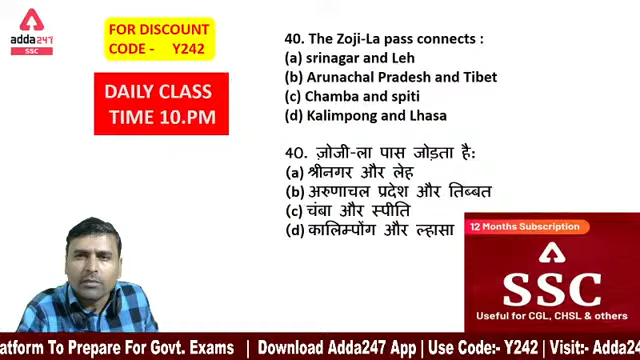 adda247
SSC
FOR DISCOUNT
CODE - Y242
DAILY CLASS
TIME 10.PM
40. The Zoji-La pass connects :
(a) srinagar and Leh
(b) Arunachal Pradesh and Tibet
(c) Chamba and spiti
(d) Kalimpong and Lhasa
40. ज़ोजी-ला पास जोड़ता है:
(a) श्रीनगर और लेह
(b) अरुणाचल प्रदेश और तिब्बत
(c) चंबा और स्पीति
(d) कालिम्पोंग और ल्हासा
12 Months Subscription
SSC
Useful for CGL, CHSL & others
atform To Prepare For Govt. Exams | Download Adda247 App | Use Code:- Y242 | Visit:- Adda24